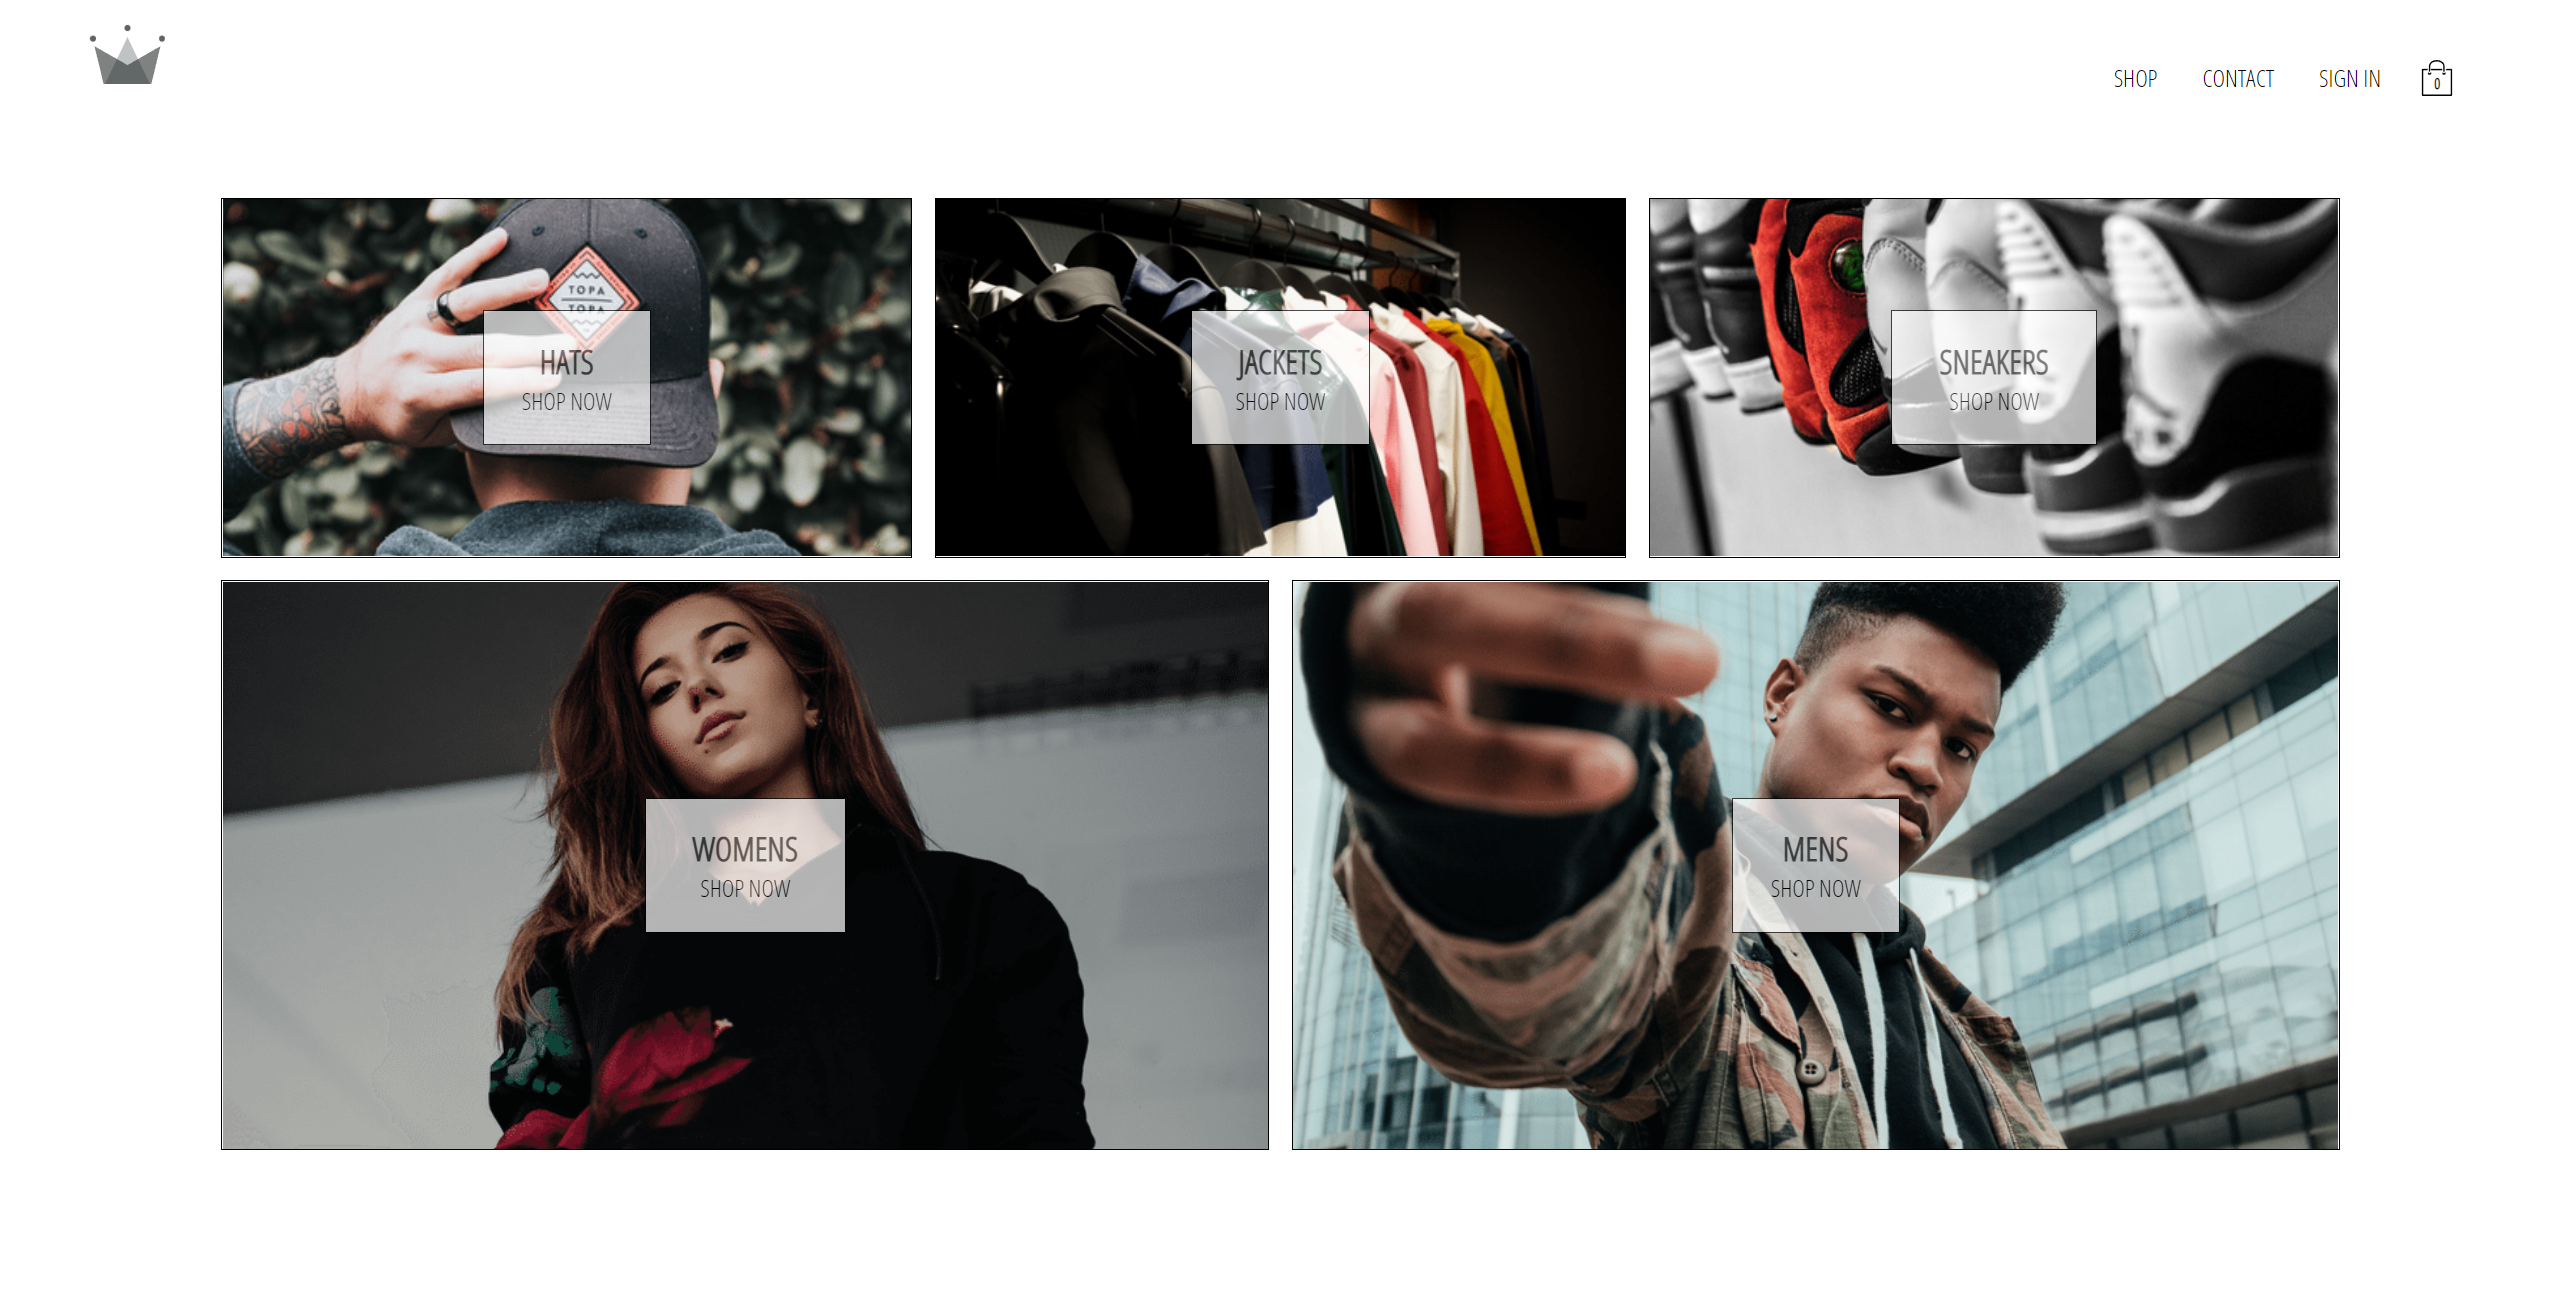 SHOP CONTACT SIGN IN 0
TOPA
TOPA
HATS
SHOP NOW
JACKETS
SHOP NOW
SNEAKERS
SHOP NOW
WOMENS
SHOP NOW
MENS
SHOP NOW